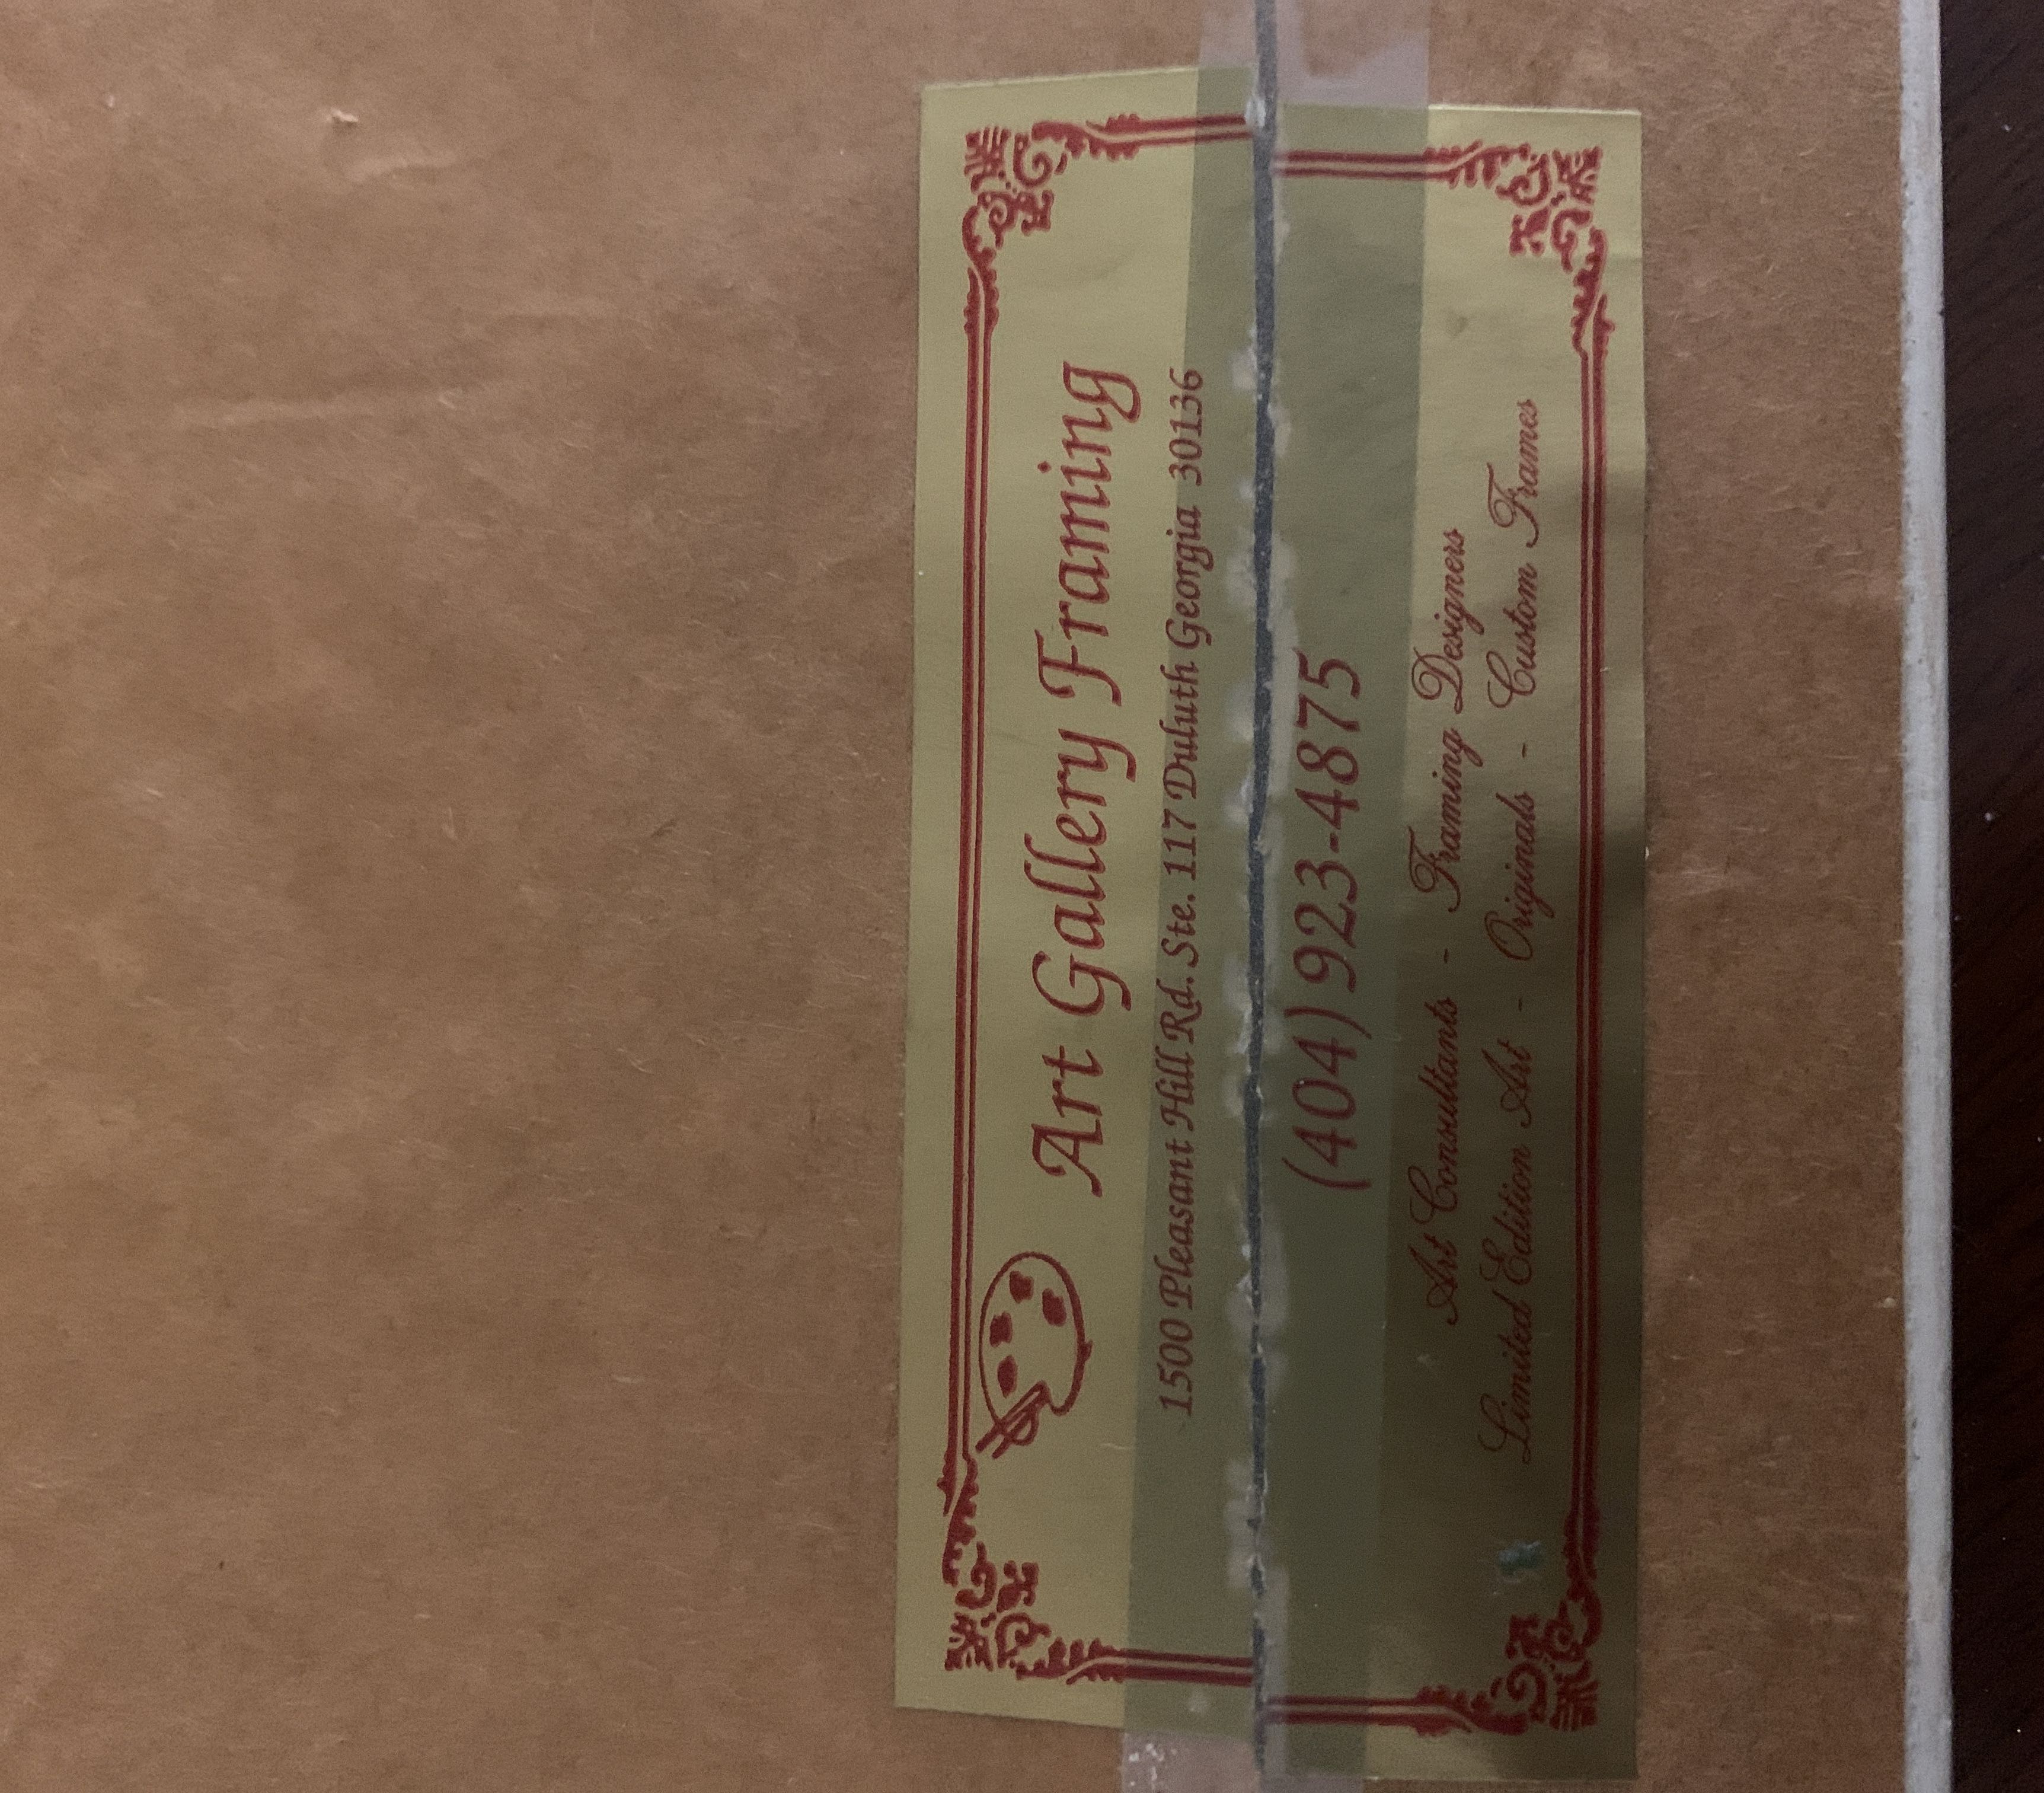 Art Gallery Framing
1500 Pleasant Hill Rd. Ste. 117 Duluth Georgia 30136
(404) 923-4875
Art Consultants - Framing Designers
Limited Edition Art - Originals - Custom Frames